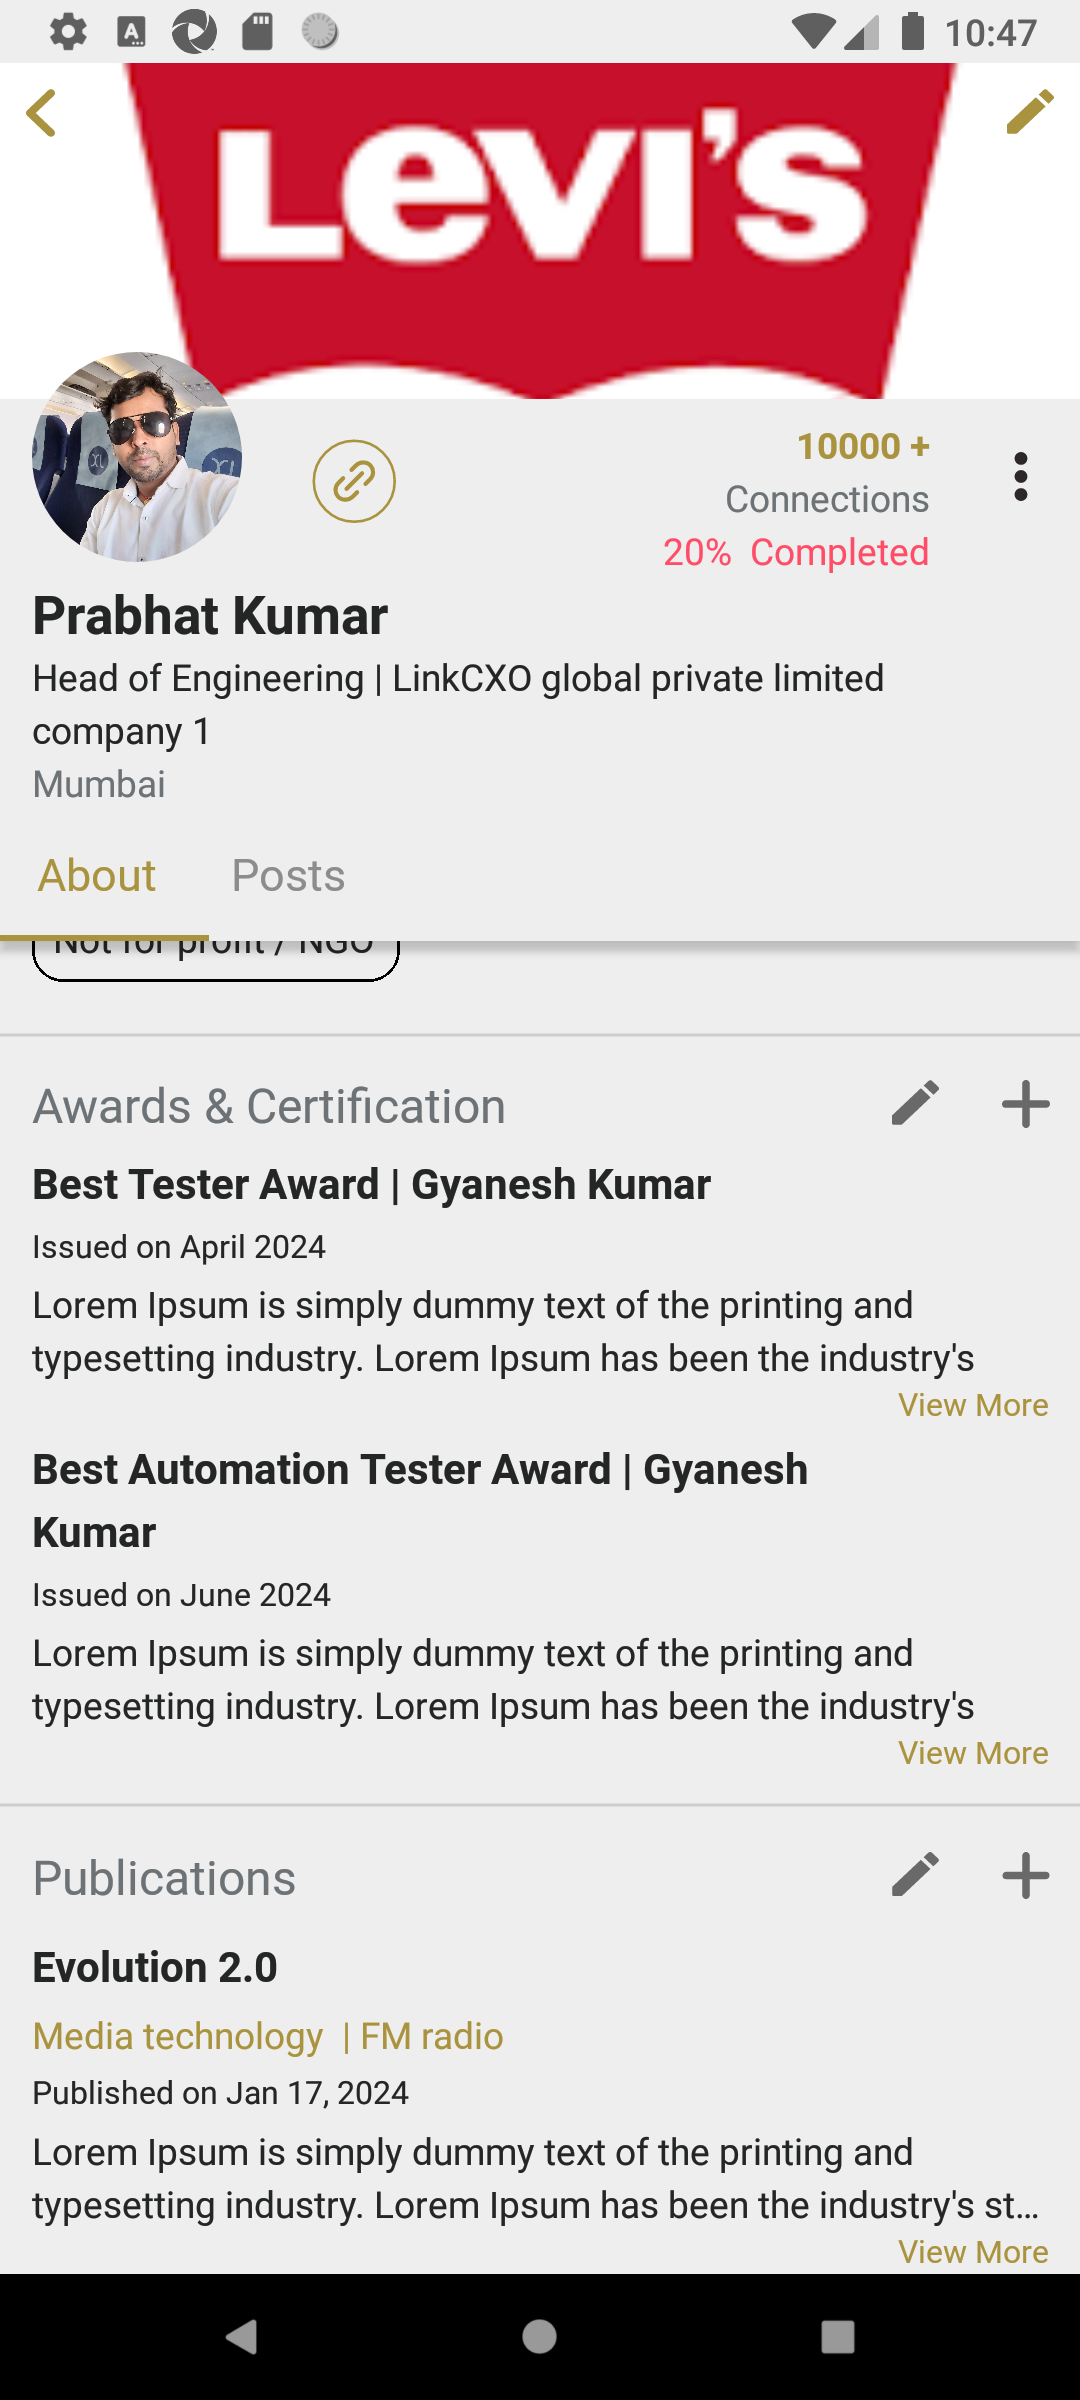 10:47
Levi's
10000 +
Connections
20% Completed
Prabhat Kumar
Head of Engineering | LinkCXO global private limited
company 1
Mumbai
About Posts
Not for profit / NGO
Awards & Certification
Best Tester Award | Gyanesh Kumar
Issued on April 2024
Lorem Ipsum is simply dummy text of the printing and
typesetting industry. Lorem Ipsum has been the industry's
View More
Best Automation Tester Award | Gyanesh
Kumar
Issued on June 2024
Lorem Ipsum is simply dummy text of the printing and
typesetting industry. Lorem Ipsum has been the industry's
View More
Publications
Evolution 2.0
Media technology | FM radio
Published on Jan 17, 2024
Lorem Ipsum is simply dummy text of the printing and
typesetting industry. Lorem Ipsum has been the industry's st...
View More